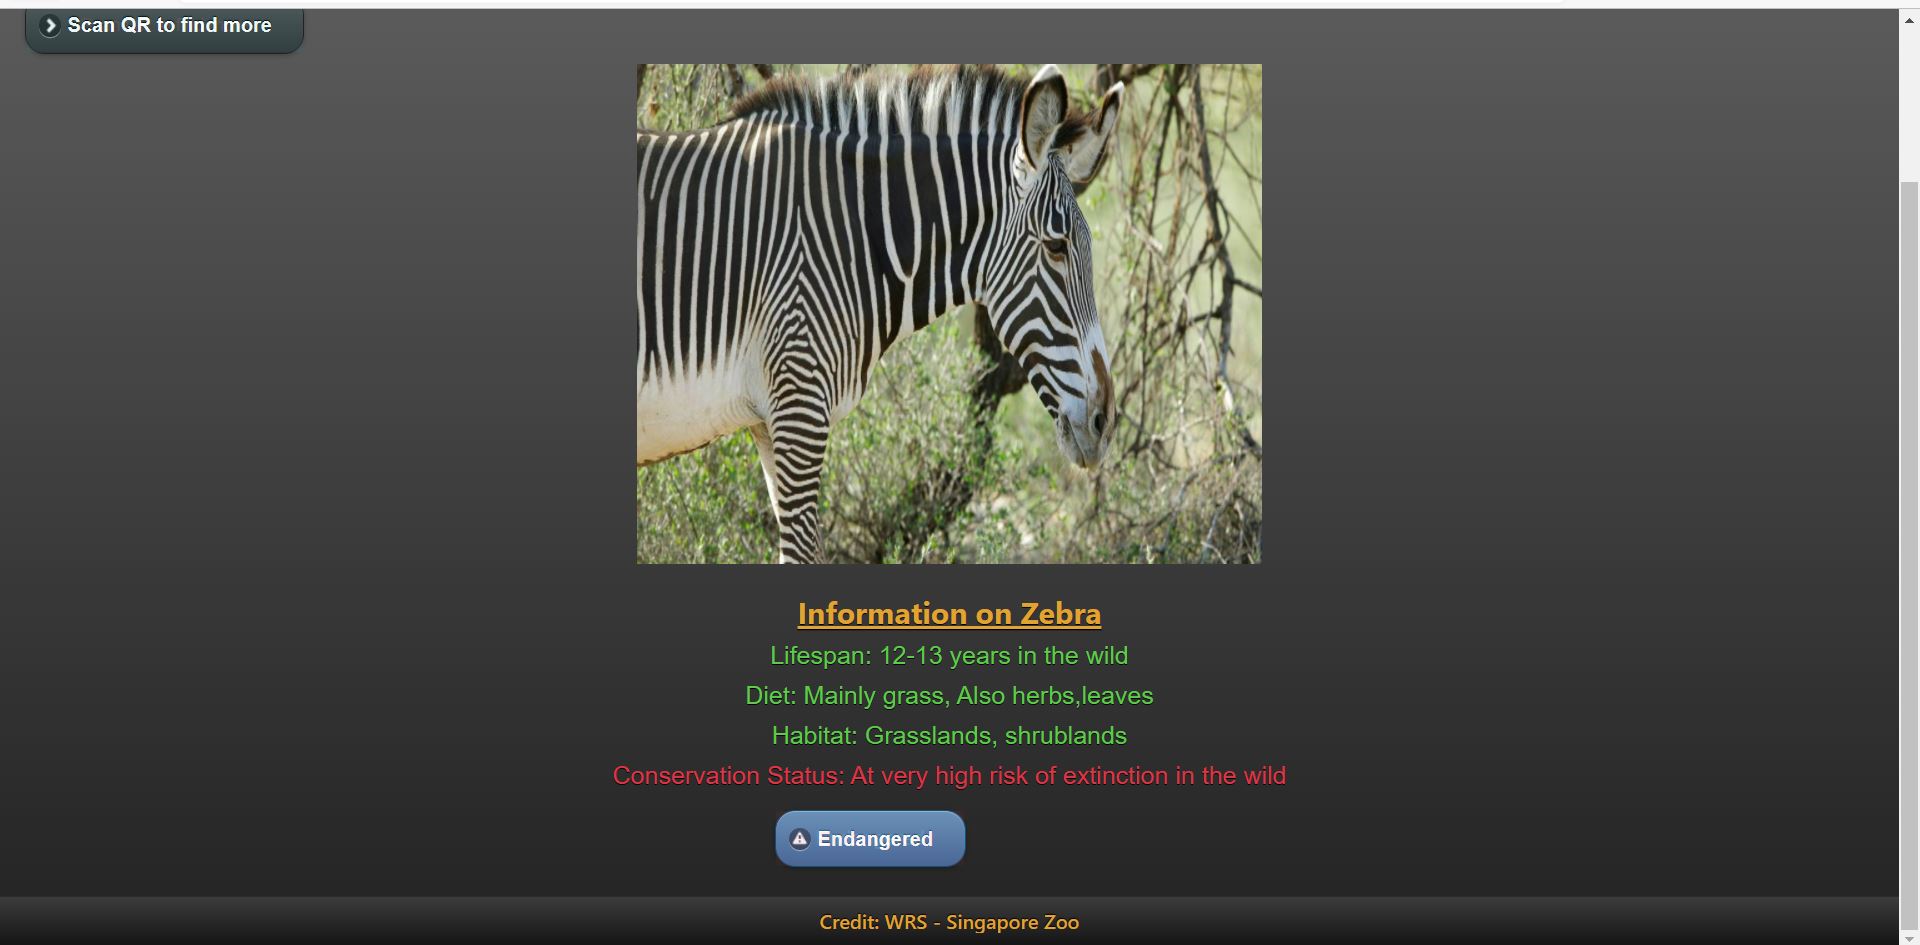 Scan QR to find more
Information on Zebra
Lifespan: 12-13 years in the wild
Diet: Mainly grass, Also herbs,leaves
Habitat: Grasslands, shrublands
Conservation Status: At very high risk of extinction in the wild
Endangered
Credit: WRS - Singapore Zoo